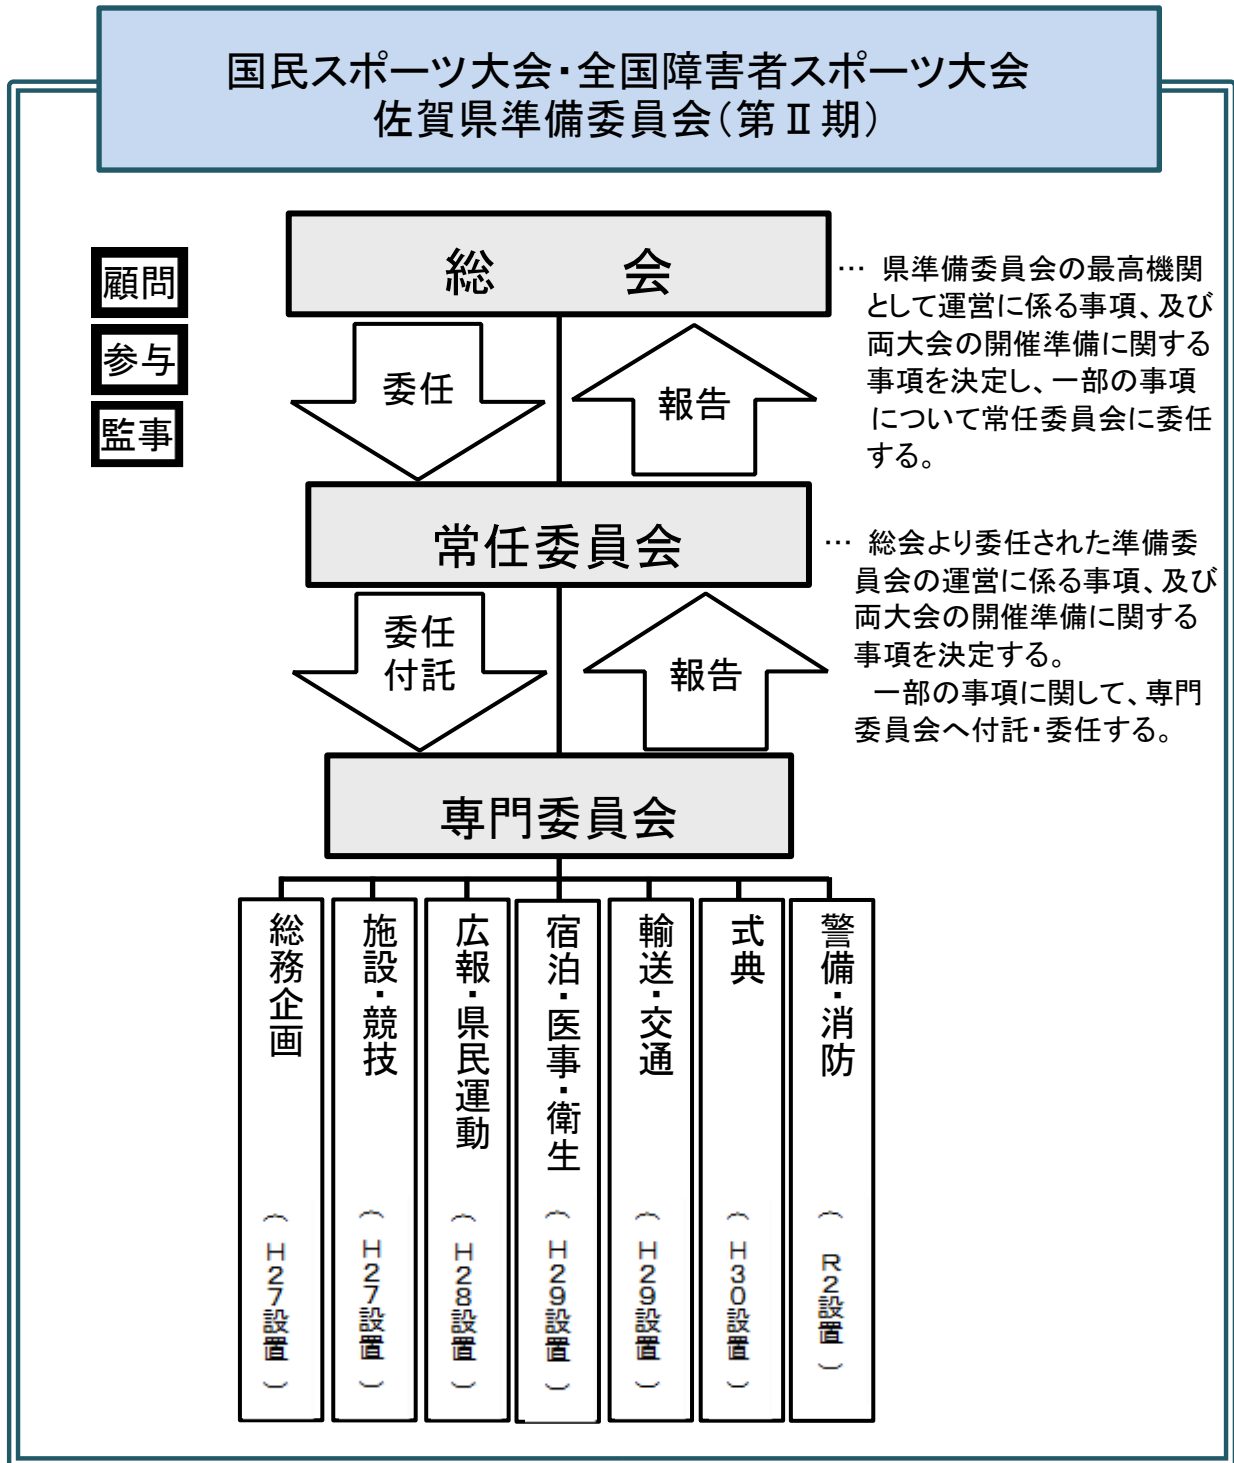 国民スポーツ大会・全国障害者スポーツ大会
佐賀県準備委員会(第Ⅱ期)
顧問
参与
監事
総　会
… 県準備委員会の最高機関
として運営に係る事項、及び
両大会の開催準備に関する
事項を決定し、一部の事項
について常任委員会に委任
する。
委任
報告
常任委員会
… 総会より委任された準備委
員会の運営に係る事項、及び
両大会の開催準備に関する
事項を決定する。
一部の事項に関して、専門
委員会へ付託・委任する。
委任
付託
報告
専門委員会
総務企画（H27設置）
施設・競技（H27設置）
広報・県民運動（H28設置）
宿泊・医事・衛生（H29設置）
輸送・交通（H29設置）
式典（H30設置）
警備・消防（R2設置）